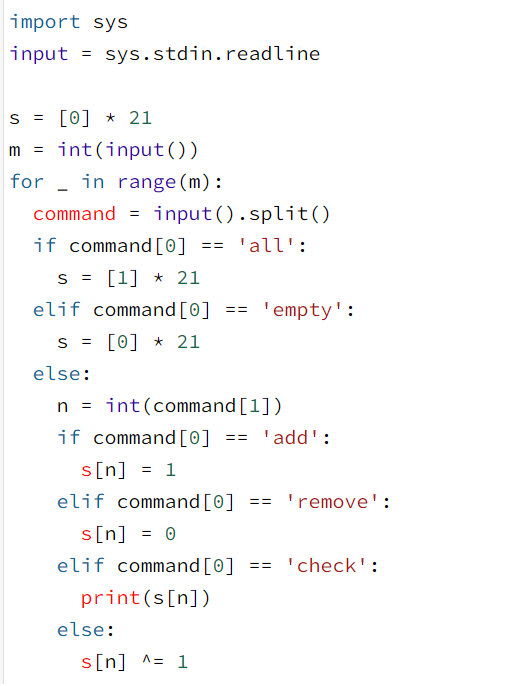 import sys
input = sys.stdin.readline

s = [0] * 21
m = int(input())
for _ in range(m):
  command = input().split()
  if command[0] == 'all':
    s = [1] * 21
  elif command[0] == 'empty':
    s = [0] * 21
  else:
    n = int(command[1])
    if command[0] == 'add':
      s[n] = 1
    elif command[0] == 'remove':
      s[n] = 0
    elif command[0] == 'check':
      print(s[n])
    else:
      s[n] ^= 1